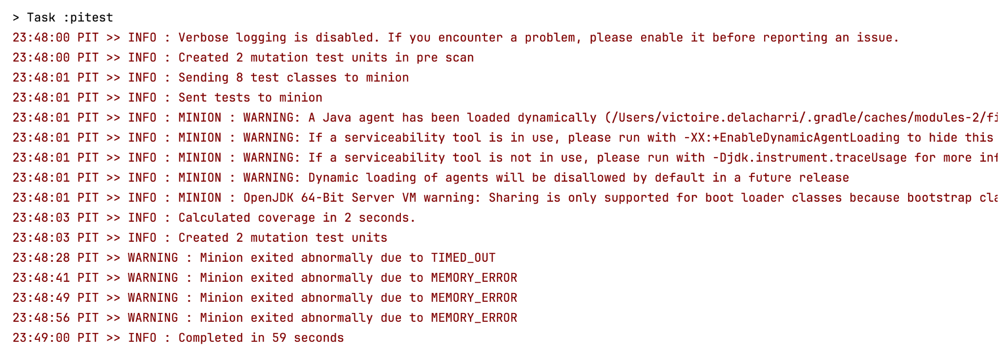 > Task :pitest
23:48:00 PIT >> INFO : Verbose logging is disabled. If you encounter a problem, please enable it before reporting an issue.
23:48:00 PIT >> INFO : Created 2 mutation test units in pre scan
23:48:01 PIT >> INFO : Sending 8 test classes to minion
23:48:01 PIT >> INFO : Sent tests to minion
23:48:01 PIT >> INFO : MINION : WARNING: A Java agent has been loaded dynamically (/Users/victoire.delacharri/.gradle/caches/modules-2/fi
23:48:01 PIT >> INFO : MINION : WARNING: If a serviceability tool is in use, please run with -XX:+EnableDynamicAgentLoading to hide this
23:48:01 PIT >> INFO : MINION : WARNING: If a serviceability tool is not in use, please run with -Djdk.instrument.traceUsage for more inf
23:48:01 PIT >> INFO : MINION : WARNING: Dynamic loading of agents will be disallowed by default in a future release
23:48:01 PIT >> INFO : MINION : OpenJDK 64-Bit Server VM warning: Sharing is only supported for boot loader classes because bootstrap cla
23:48:03 PIT >> INFO : Calculated coverage in 2 seconds.
23:48:03 PIT >> INFO : Created 2 mutation test units
23:48:28 PIT >> WARNING : Minion exited abnormally due to TIMED_OUT
23:48:41 PIT >> WARNING : Minion exited abnormally due to MEMORY_ERROR
23:48:49 PIT >> WARNING : Minion exited abnormally due to MEMORY_ERROR
23:48:56 PIT >> WARNING : Minion exited abnormally due to MEMORY_ERROR
23:49:00 PIT >> INFO : Completed in 59 seconds